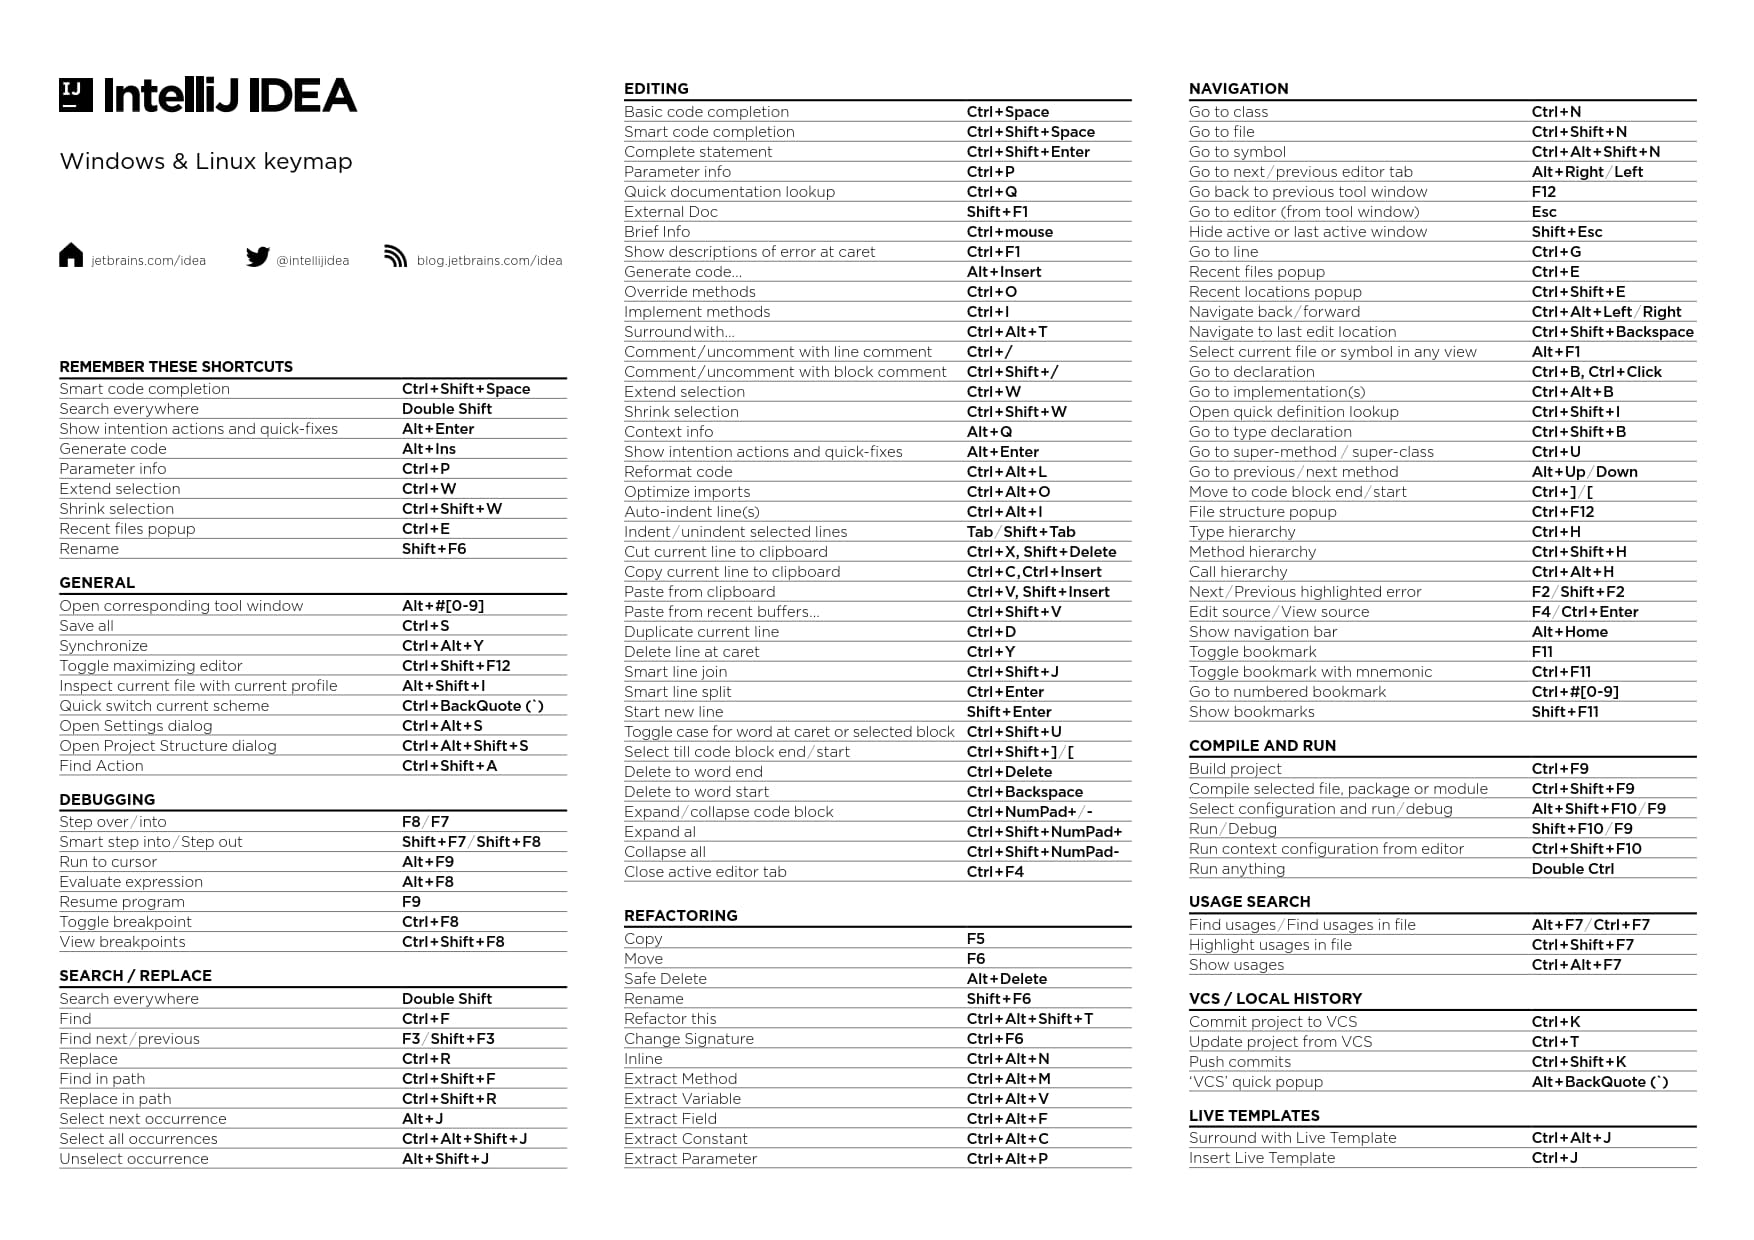 IJ IntelliJ IDEA
Windows & Linux keymap
jetbrains.com/idea @intellijidea blog.jetbrains.com/idea
REMEMBER THESE SHORTCUTS
Smart code completion Ctrl+Shift+Space
Search everywhere Double Shift
Show intention actions and quick-fixes Alt+Enter
Generate code Alt+Ins
Parameter info Ctrl+P
Extend selection Ctrl+W
Shrink selection Ctrl+Shift+W
Recent files popup Ctrl+E
Rename Shift+F6
GENERAL
Open corresponding tool window Alt+#[0-9]
Save all Ctrl+S
Synchronize Ctrl+Alt+Y
Toggle maximizing editor Ctrl+Shift+F12
Inspect current file with current profile Alt+Shift+I
Quick switch current scheme Ctrl+BackQuote (`)
Open Settings dialog Ctrl+Alt+S
Open Project Structure dialog Ctrl+Alt+Shift+S
Find Action Ctrl+Shift+A
DEBUGGING
Step over/into F8/F7
Smart step into/Step out Shift+F7/Shift+F8
Run to cursor Alt+F9
Evaluate expression Alt+F8
Resume program F9
Toggle breakpoint Ctrl+F8
View breakpoints Ctrl+Shift+F8
SEARCH / REPLACE
Search everywhere Double Shift
Find Ctrl+F
Find next/previous F3/Shift+F3
Replace Ctrl+R
Find in path Ctrl+Shift+F
Replace in path Ctrl+Shift+R
Select next occurrence Alt+J
Select all occurrences Ctrl+Alt+Shift+J
Unselect occurrence Alt+Shift+J
EDITING
Basic code completion Ctrl+Space
Smart code completion Ctrl+Shift+Space
Complete statement Ctrl+Shift+Enter
Parameter info Ctrl+P
Quick documentation lookup Ctrl+Q
External Doc Shift+F1
Brief Info Ctrl+mouse
Show descriptions of error at caret Ctrl+F1
Generate code... Alt+Insert
Override methods Ctrl+O
Implement methods Ctrl+I
Surround with... Ctrl+Alt+T
Comment/uncomment with line comment Ctrl+/
Comment/uncomment with block comment Ctrl+Shift+/
Extend selection Ctrl+W
Shrink selection Ctrl+Shift+W
Context info Alt+Q
Show intention actions and quick-fixes Alt+Enter
Reformat code Ctrl+Alt+L
Optimize imports Ctrl+Alt+O
Auto-indent line(s) Ctrl+Alt+I
Indent/unindent selected lines Tab/Shift+Tab
Cut current line to clipboard Ctrl+X, Shift+Delete
Copy current line to clipboard Ctrl+C,Ctrl+Insert
Paste from clipboard Ctrl+V, Shift+Insert
Paste from recent buffers... Ctrl+Shift+V
Duplicate current line Ctrl+D
Delete line at caret Ctrl+Y
Smart line join Ctrl+Shift+J
Smart line split Ctrl+Enter
Start new line Shift+Enter
Toggle case for word at caret or selected block Ctrl+Shift+U
Select till code block end/start Ctrl+Shift+]/[
Delete to word end Ctrl+Delete
Delete to word start Ctrl+Backspace
Expand/collapse code block Ctrl+NumPad+/-
Expand al Ctrl+Shift+NumPad+
Collapse all Ctrl+Shift+NumPad-
Close active editor tab Ctrl+F4
REFACTORING
Copy F5
Move F6
Safe Delete Alt+Delete
Rename Shift+F6
Refactor this Ctrl+Alt+Shift+T
Change Signature Ctrl+F6
Inline Ctrl+Alt+N
Extract Method Ctrl+Alt+M
Extract Variable Ctrl+Alt+V
Extract Field Ctrl+Alt+F
Extract Constant Ctrl+Alt+C
Extract Parameter Ctrl+Alt+P
NAVIGATION
Go to class Ctrl+N
Go to file Ctrl+Shift+N
Go to symbol Ctrl+Alt+Shift+N
Go to next/previous editor tab Alt+Right/Left
Go back to previous tool window F12
Go to editor (from tool window) Esc
Hide active or last active window Shift+Esc
Go to line Ctrl+G
Recent files popup Ctrl+E
Recent locations popup Ctrl+Shift+E
Navigate back/forward Ctrl+Alt+Left/Right
Navigate to last edit location Ctrl+Shift+Backspace
Select current file or symbol in any view Alt+F1
Go to declaration Ctrl+B, Ctrl+Click
Go to implementation(s) Ctrl+Alt+B
Open quick definition lookup Ctrl+Shift+I
Go to type declaration Ctrl+Shift+B
Go to super-method / super-class Ctrl+U
Go to previous/next method Alt+Up/Down
Move to code block end/start Ctrl+]/[
File structure popup Ctrl+F12
Type hierarchy Ctrl+H
Method hierarchy Ctrl+Shift+H
Call hierarchy Ctrl+Alt+H
Next/Previous highlighted error F2/Shift+F2
Edit source/View source F4/Ctrl+Enter
Show navigation bar Alt+Home
Toggle bookmark F11
Toggle bookmark with mnemonic Ctrl+F11
Go to numbered bookmark Ctrl+#[0-9]
Show bookmarks Shift+F11
COMPILE AND RUN
Build project Ctrl+F9
Compile selected file, package or module Ctrl+Shift+F9
Select configuration and run/debug Alt+Shift+F10/F9
Run/Debug Shift+F10/F9
Run context configuration from editor Ctrl+Shift+F10
Run anything Double Ctrl
USAGE SEARCH
Find usages/Find usages in file Alt+F7/Ctrl+F7
Highlight usages in file Ctrl+Shift+F7
Show usages Ctrl+Alt+F7
VCS / LOCAL HISTORY
Commit project to VCS Ctrl+K
Update project from VCS Ctrl+T
Push commits Ctrl+Shift+K
‘VCS’ quick popup Alt+BackQuote (`)
LIVE TEMPLATES
Surround with Live Template Ctrl+Alt+J
Insert Live Template Ctrl+J